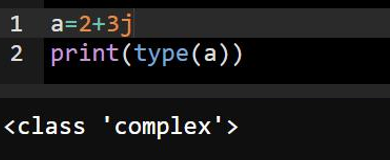 1 a=2+3j
2 print(type(a))
<class 'complex'>